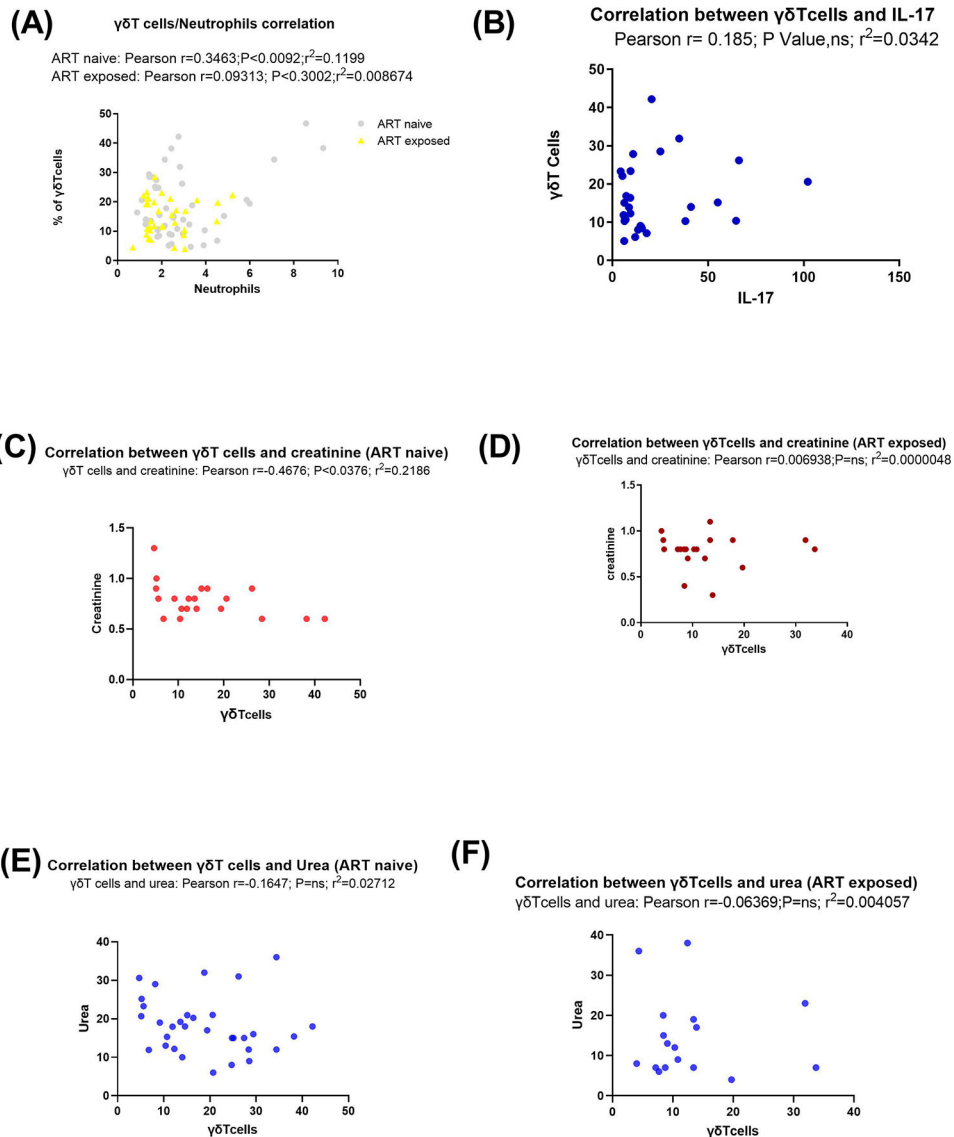 (A)
γδT cells/Neutrophils correlation
ART naive: Pearson r=0.3463;P<0.0092;r²=0.1199
ART exposed: Pearson r=0.09313; P<0.3002;r²=0.008674
50
40
30
20
10
0
0 2 4 6 8 10
% of γδTcells
Neutrophils
ART naive
ART exposed
(B)
Correlation between γδTcells and IL-17
Pearson r= 0.185; P Value,ns; r²=0.0342
50
40
30
20
10
0
0 50 100 150
γδT Cells
IL-17
(C)
Correlation between γδT cells and creatinine (ART naive)
γδT cells and creatinine: Pearson r=-0.4676; P<0.0376; r²=0.2186
1.5
1.0
0.5
0.0
0 10 20 30 40 50
Creatinine
γδTcells
(D)
Correlation between γδTcells and creatinine (ART exposed)
γδTcells and creatinine: Pearson r=0.006938;P=ns; r²=0.0000048
1.5
1.0
0.5
0.0
0 10 20 30 40
creatinine
γδTcells
(E)
Correlation between γδT cells and Urea (ART naive)
γδT cells and urea: Pearson r=-0.1647; P=ns; r²=0.02712
40
30
20
10
0
0 10 20 30 40 50
Urea
γδTcells
(F)
Correlation between γδTcells and urea (ART exposed)
γδTcells and urea: Pearson r=-0.06369;P=ns; r²=0.004057
40
30
20
10
0
0 10 20 30 40
Urea
γδTcells